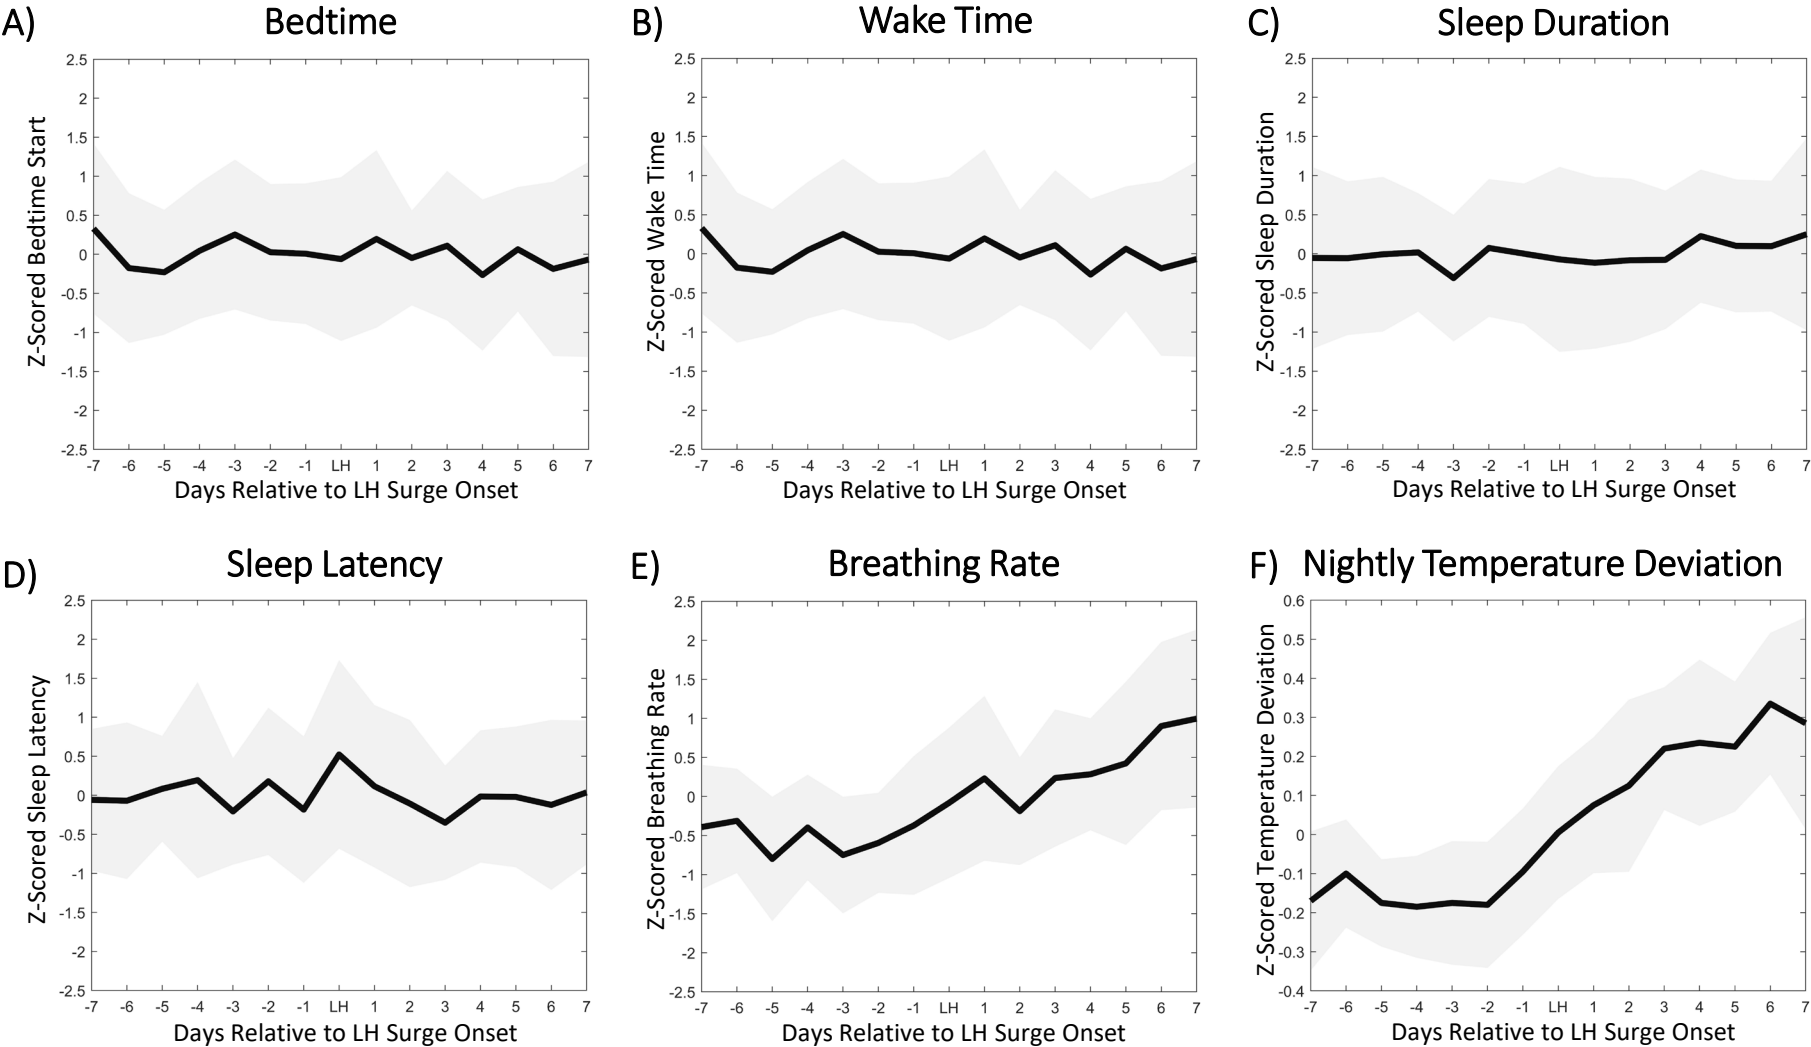 A) Bedtime
Z-Scored Bedtime Start
2.5
2
1.5
1
0.5
0
-0.5
-1
-1.5
-2
-2.5
-7 -6 -5 -4 -3 -2 -1 LH 1 2 3 4 5 6 7
Days Relative to LH Surge Onset
B) Wake Time
Z-Scored Wake Time
2.5
2
1.5
1
0.5
0
-0.5
-1
-1.5
-2
-2.5
-7 -6 -5 -4 -3 -2 -1 LH 1 2 3 4 5 6 7
Days Relative to LH Surge Onset
C) Sleep Duration
Z-Scored Sleep Duration
2.5
2
1.5
1
0.5
0
-0.5
-1
-1.5
-2
-2.5
-7 -6 -5 -4 -3 -2 -1 LH 1 2 3 4 5 6 7
Days Relative to LH Surge Onset
D) Sleep Latency
Z-Scored Sleep Latency
2.5
2
1.5
1
0.5
0
-0.5
-1
-1.5
-2
-2.5
-7 -6 -5 -4 -3 -2 -1 LH 1 2 3 4 5 6 7
Days Relative to LH Surge Onset
E) Breathing Rate
Z-Scored Breathing Rate
2.5
2
1.5
1
0.5
0
-0.5
-1
-1.5
-2
-2.5
-7 -6 -5 -4 -3 -2 -1 LH 1 2 3 4 5 6 7
Days Relative to LH Surge Onset
F) Nightly Temperature Deviation
Z-Scored Temperature Deviation
0.6
0.5
0.4
0.3
0.2
0.1
0
-0.1
-0.2
-0.3
-0.4
-7 -6 -5 -4 -3 -2 -1 LH 1 2 3 4 5 6 7
Days Relative to LH Surge Onset